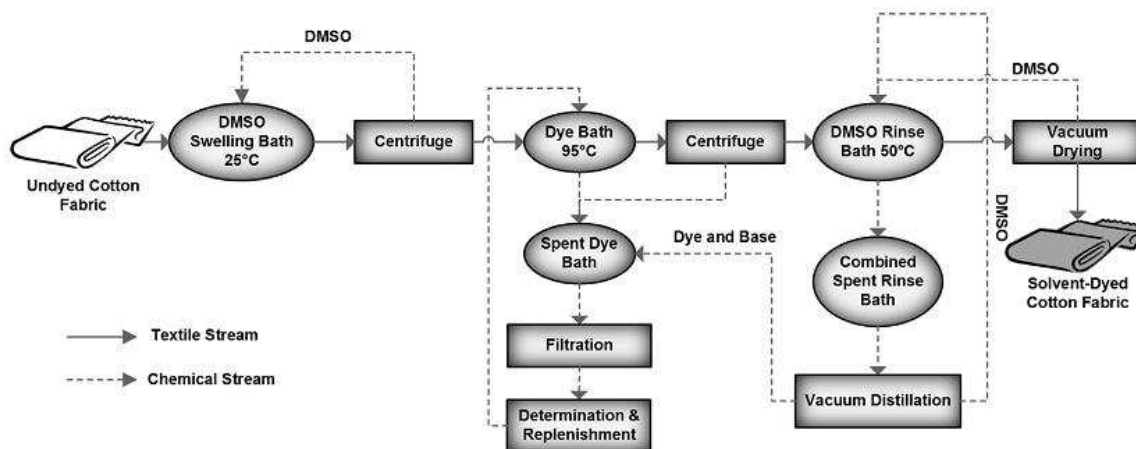 DMSO
DMSO
DMSO
Swelling Bath
25°C
Centrifuge
Dye Bath
95°C
Centrifuge
DMSO Rinse
Bath 50°C
Vacuum
Drying
Undyed Cotton
Fabric
DMSO
Spent Dye
Bath
Dye and Base
Combined
Spent Rinse
Bath
Solvent-Dyed
Cotton Fabric
Textile Stream
Filtration
Chemical Stream
Determination &
Replenishment
Vacuum Distillation